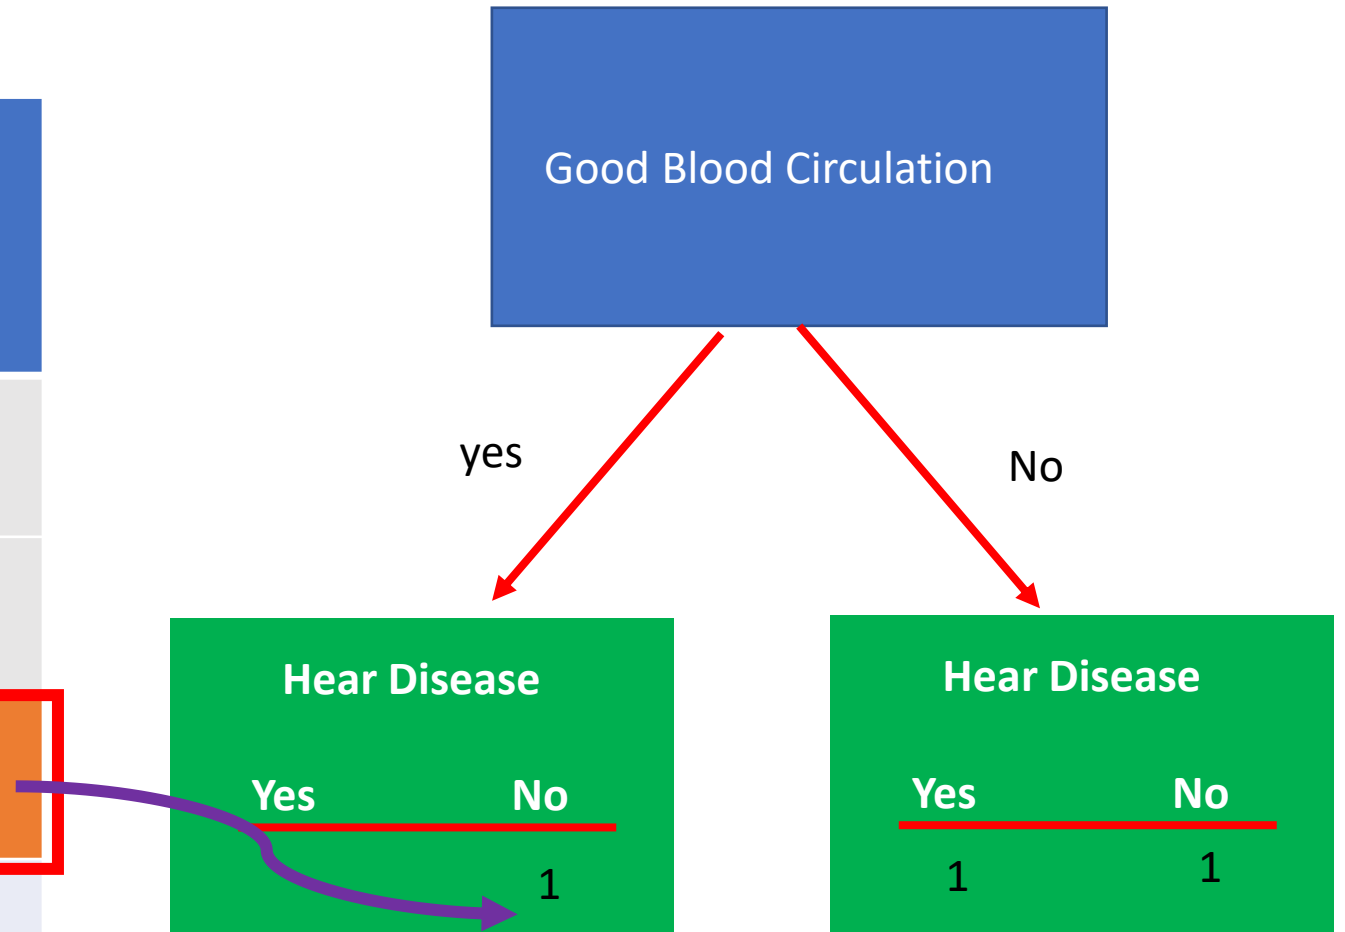 Good Blood Circulation
yes
No
Hear Disease
Yes No
1
Hear Disease
Yes No
1 1